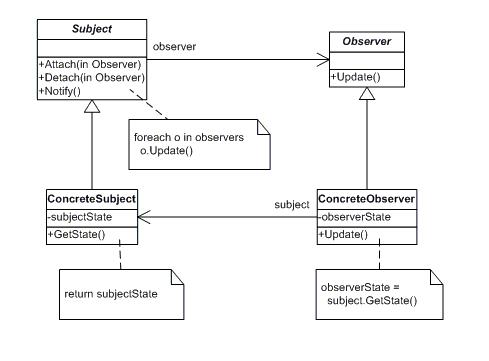 Subject
+Attach(in Observer)
+Detach(in Observer)
+Notify()
observer
Observer
+Update()
foreach o in observers
o.Update()
ConcreteSubject
-subjectState
+GetState()
subject
ConcreteObserver
-observerState
+Update()
return subjectState
observerState =
subject.GetState()